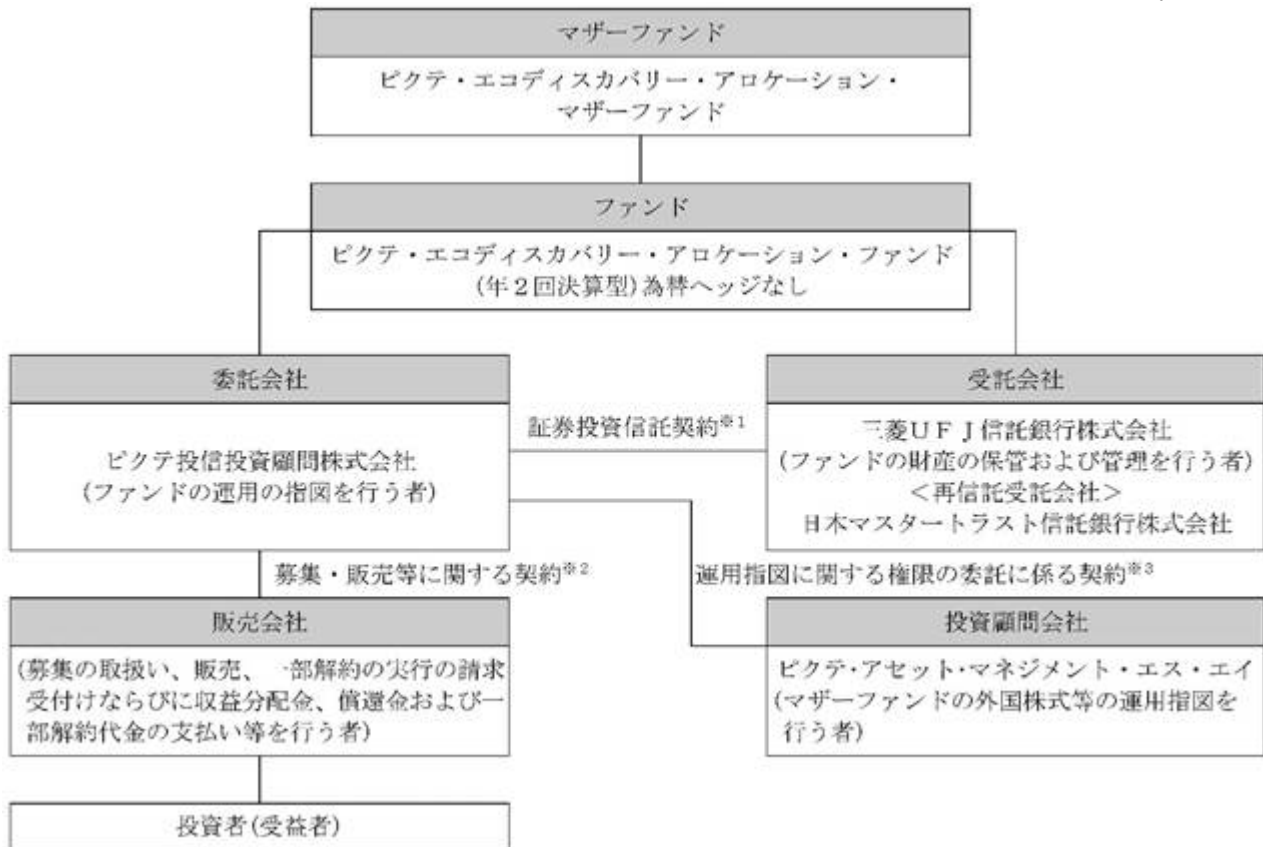 マザーファンド
ピクテ・エコディスカバリー・アロケーション・
マザーファンド
ファンド
ピクテ・エコディスカバリー・アロケーション・ファンド
(年２回決算型)為替ヘッジなし
委託会社
ピクテ投信投資顧問株式会社
(ファンドの運用の指図を行う者)
証券投資信託契約※1
受託会社
三菱ＵＦＪ信託銀行株式会社
(ファンドの財産の保管および管理を行う者)
＜再信託受託会社＞
日本マスタートラスト信託銀行株式会社
募集・販売等に関する契約※2
運用指図に関する権限の委託に係る契約※3
販売会社
(募集の取扱い、販売、一部解約の実行の請求
受付けならびに収益分配金、償還金および一
部解約代金の支払い等を行う者)
投資顧問会社
ピクテ・アセット・マネジメント・エス・エイ
(マザーファンドの外国株式等の運用指図を
行う者)
投資者(受益者)